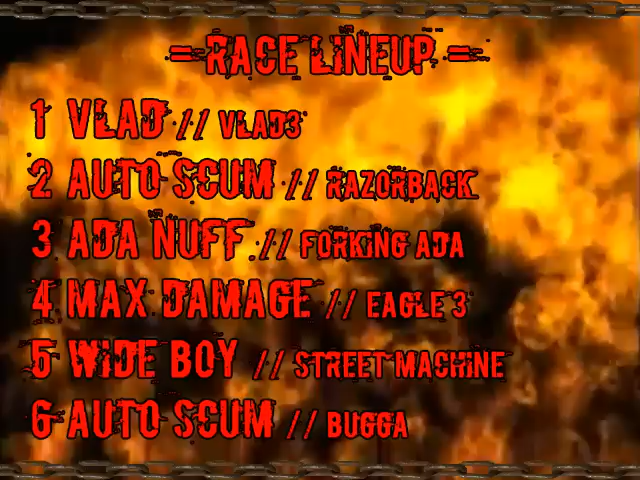 = RACE LINEUP =
1 VLAD // VLAD3
2 AUTO SCUM // RAZORBACK
3 ADA NUFF // FORKING ADA
4 MAX DAMAGE // EAGLE 3
5 WIDE BOY // STREET MACHINE
6 AUTO SCUM // BUGGA